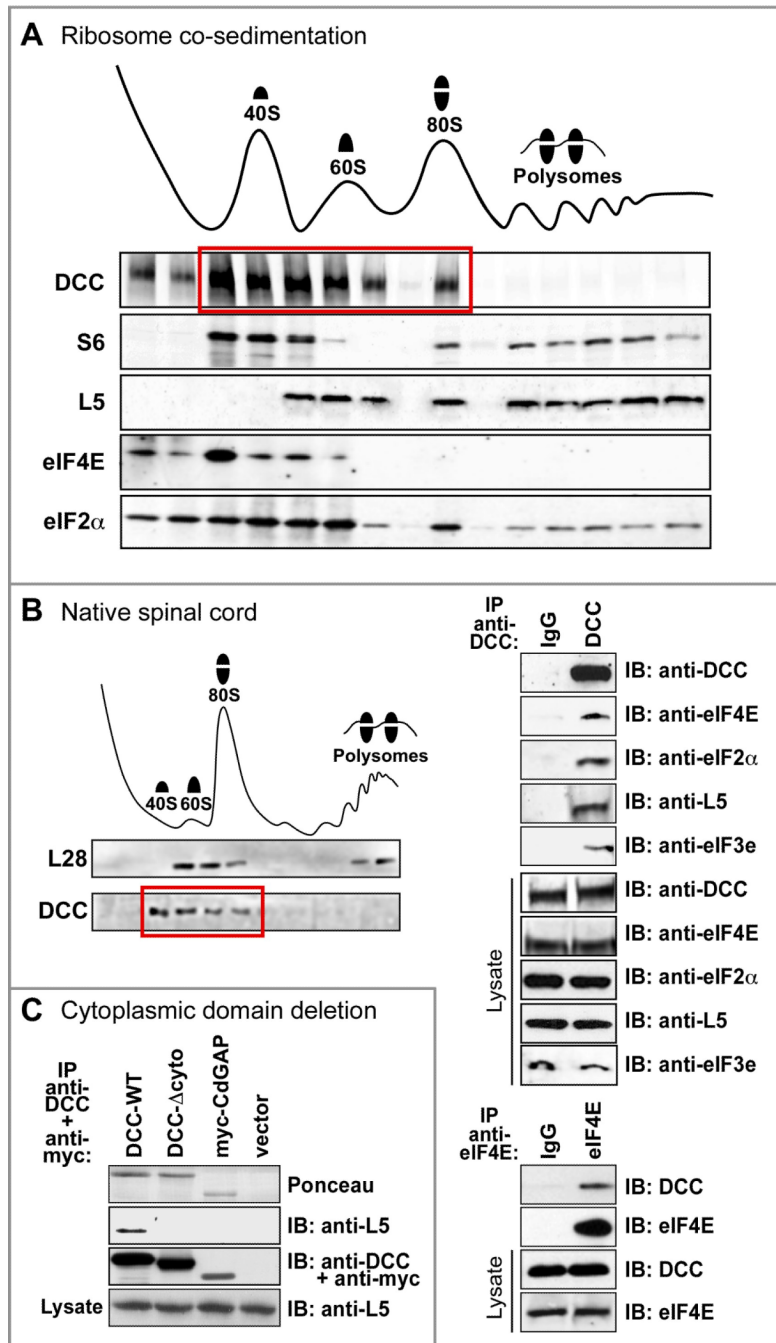 A Ribosome co-sedimentation
40S
60S
80S
Polysomes
DCC
S6
L5
eIF4E
eIF2α
B Native spinal cord
40S
60S
80S
Polysomes
L28
DCC
IP
anti-
DCC:
IgG
DCC
IB: anti-DCC
IB: anti-eIF4E
IB: anti-eIF2α
IB: anti-L5
IB: anti-eIF3e
Lysate
IB: anti-DCC
IB: anti-eIF4E
IB: anti-eIF2α
IB: anti-L5
IB: anti-eIF3e
IP
anti-
eIF4E:
IgG
eIF4E
IB: DCC
IB: eIF4E
Lysate
IB: DCC
IB: eIF4E
C Cytoplasmic domain deletion
IP
anti-
DCC
+
anti-
myc:
DCC-WT
DCC-Δcyto
myc-CdGAP
vector
Ponceau
IB: anti-L5
IB: anti-DCC
+ anti-myc
Lysate
IB: anti-L5